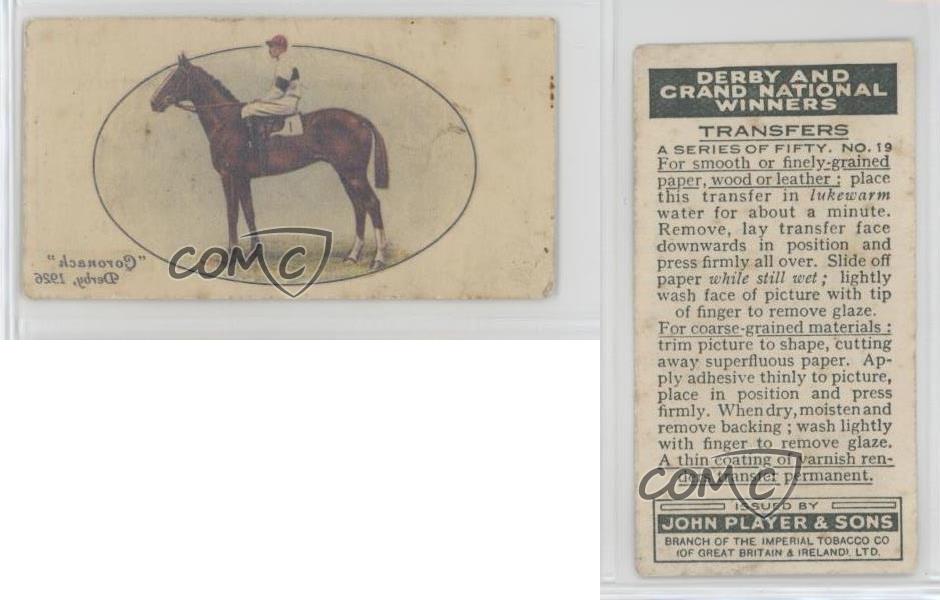 "Coronach"
Derby, 1926
COMC
DERBY AND
GRAND NATIONAL
WINNERS
TRANSFERS
A SERIES OF FIFTY. NO. 19
For smooth or finely-grained
paper, wood or leather : place
this transfer in lukewarm
water for about a minute.
Remove, lay transfer face
downwards in position and
press firmly all over. Slide off
paper while still wet ; lightly
wash face of picture with tip
of finger to remove glaze.
For coarse-grained materials :
trim picture to shape, cutting
away superfluous paper. Ap-
ply adhesive thinly to picture,
place in position and press
firmly. When dry, moisten and
remove backing ; wash lightly
with finger to remove glaze.
A thin coating of varnish ren-
ders transfer permanent.
COMC
ISSUED BY
JOHN PLAYER & SONS
BRANCH OF THE IMPERIAL TOBACCO CO
(OF GREAT BRITAIN & IRELAND), LTD.
1